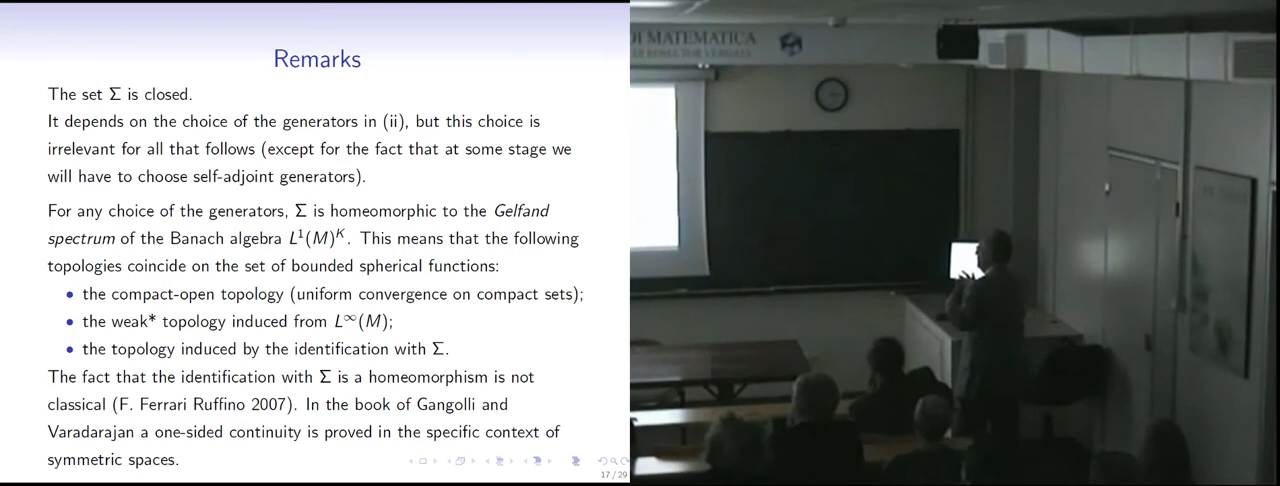 Remarks
The set Σ is closed.
It depends on the choice of the generators in (ii), but this choice is
irrelevant for all that follows (except for the fact that at some stage we
will have to choose self-adjoint generators).
For any choice of the generators, Σ is homeomorphic to the Gelfand
spectrum of the Banach algebra L¹(M)ᴷ. This means that the following
topologies coincide on the set of bounded spherical functions:
• the compact-open topology (uniform convergence on compact sets);
• the weak* topology induced from L∞(M);
• the topology induced by the identification with Σ.
The fact that the identification with Σ is a homeomorphism is not
classical (F. Ferrari Ruffino 2007). In the book of Gangolli and
Varadarajan a one-sided continuity is proved in the specific context of
symmetric spaces.
17 / 29
DI MATEMATICA
DI ROMA TOR VERGATA